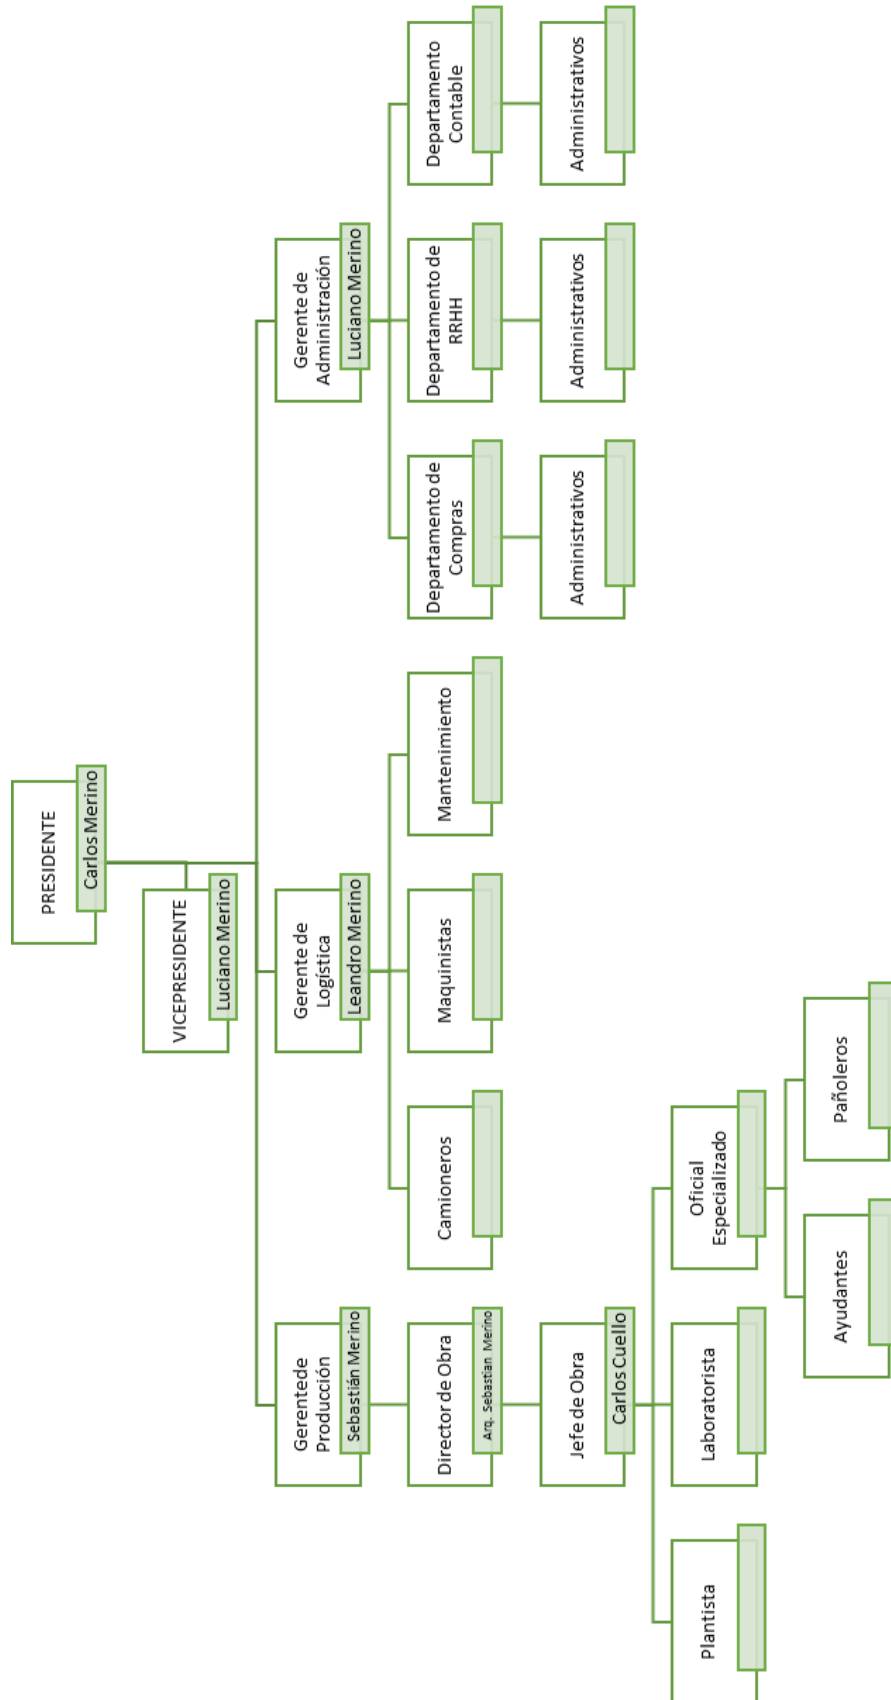 PRESIDENTE
Carlos Merino
VICEPRESIDENTE
Luciano Merino
Gerentede
Producción
Sebastián Merino
Gerente de
Logística
Leandro Merino
Gerente de
Administración
Luciano Merino
Director de Obra
Arq. Sebastian Merino
Camioneros
Maquinistas
Mantenimiento
Departamento de
Compras
Departamento de
RRHH
Departamento
Contable
Jefe de Obra
Carlos Cuello
Administrativos
Administrativos
Administrativos
Plantista
Laboratorista
Oficial
Especializado
Ayudantes
Pañoleros